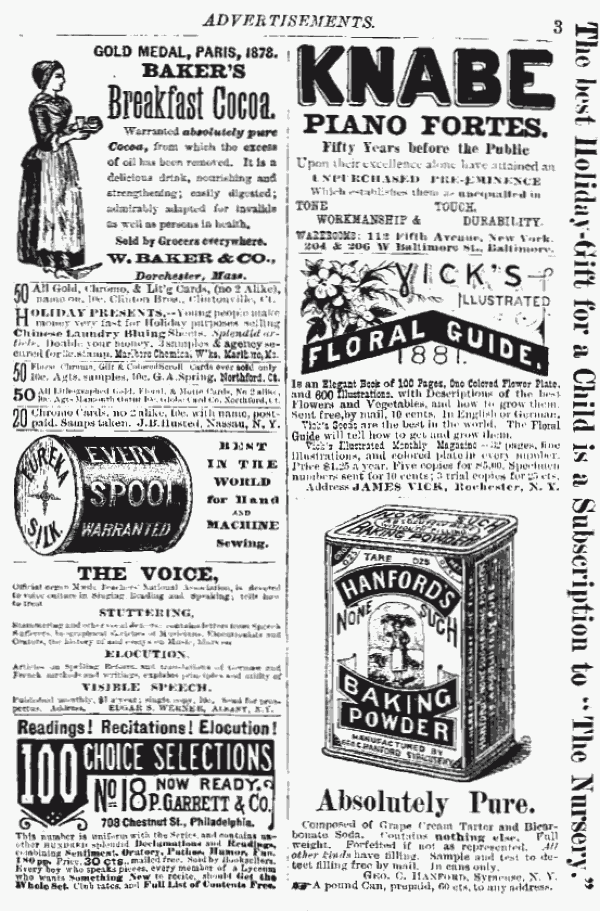 ADVERTISEMENTS.
3
GOLD MEDAL, PARIS, 1878.
BAKER'S
Breakfast Cocoa.
Warranted absolutely pure
Cocoa, from which the excess
of oil has been removed. It is a
delicious drink, nourishing and
strengthening; easily digested;
admirably adapted for invalids
as well as persons in health.
Sold by Grocers everywhere.
W. BAKER & CO.,
Dorchester, Mass.
50 All Gold, Chromo, & Lit'g Cards, (no 2 Alike),
name on, 10c. Clinton Bros., Clintonville, Ct.
HOLIDAY PRESENTS.--Young people make
money very fast for Holiday purposes selling
Chinese Laundry Bluing Sheets. Splendid ar-
ticle. Double your money. 3 samples & agency se-
cured for 3c. stamp. Marlboro Chemica. W'ks, Marlb'ro, Ms.
50 Floral Chromo, Gilt & Colored Scroll Cards ever sold only
10c. Agts. samples, 10c. G. A. Spring, Northford, Ct.
50 All Lithographed Gold, Floral, & Motto Cards, No 2 alike,
Card Co. Northford, Ct.
20 Chromo Cards, no 2 alike, 10c. with name, post-
paid. Samps taken. J. B. Husted, Nassau, N. Y.
EUREKA
SILK.
EVERY
SPOOL
WARRANTED
BEST
IN THE
WORLD
for Hand
AND
MACHINE
Sewing.
THE VOICE,
Official organ Music Teachers' National Association, is devoted
to voice culture in Singing, Reading and Speaking; tells how
to treat
STUTTERING,
Stammering and other vocal defects: contains letters from Speech
Sufferers, biographical sketches of Musicians, Elocutionists and
Orators, the history of and essays on Music, Maxims
ELOCUTION.
Articles on Spelling Reform, and translations of German and
French methods and writings, explains principles and utility of
VISIBLE SPEECH.
Published monthly, $1 a year; single copy, 10c. Send for pros-
pectus. Address, EDGAR S. WERNER, ALBANY, N. Y.
Readings! Recitations! Elocution!
100 CHOICE SELECTIONS
No 18 NOW READY.
P. GARRETT & CO.
708 Chestnut St., Philadelphia.
This number is uniform with the Series, and contains an-
other HUNDRED splendid Declamations and Readings,
combining Sentiment, Oratory, Pathos, Humor, Fun.
180 pp. Price, 30 cts., mailed free. Sold by Booksellers.
Every boy who speaks pieces, every member of a Lyceum
who wants Something New to recite, should Get the
Whole Set. Club rates, and Full List of Contents Free.
KNABE
PIANO FORTES.
Fifty Years before the Public
Upon their excellence alone have attained an
UNPURCHASED PRE-EMINENCE
Which establishes them as unequalled in
TONE TOUCH,
WORKMANSHIP & DURABILITY.
WAREROOMS: 112 Fifth Avenue, New York.
204 & 206 W Baltimore St., Baltimore.
VICK'S
ILLUSTRATED
FLORAL GUIDE.
1881.
Is an Elegant Book of 100 Pages, One Colored Flower Plate,
and 600 Illustrations, with Descriptions of the best
Flowers and Vegetables, and how to grow them.
Sent free, by mail, 10 cents. In English or German.
Vick's Seeds are the best in the world. The Floral
Guide will tell how to get and grow them.
Vick's Illustrated Monthly Magazine--32 pages, fine
Illustrations, and colored plate in every number.
Price $1.25 a year. Five copies for $5.00. Specimen
numbers sent for 10 cents; 3 trial copies for 25 cts.
Address JAMES VICK, Rochester, N. Y.
NONE SUCH
BAKING POWDER
TARE
HANFORD'S
NONE SUCH
BAKING
POWDER
MANUFACTURED BY
GEO. C. HANFORD SYRACUSE
Absolutely Pure.
Composed of Grape Cream Tartar and Bicar-
bonate Soda. Contains nothing else. Full
weight. Forfeited if not as represented. All
other kinds have filling. Sample and test to de-
tect filling free by mail. In cans only.
GEO. C. HANFORD, Syracuse, N. Y.
A pound Can, prepaid, 60 cts, to any address.
The best Holiday-Gift for a Child is a Subscription to "The Nursery."